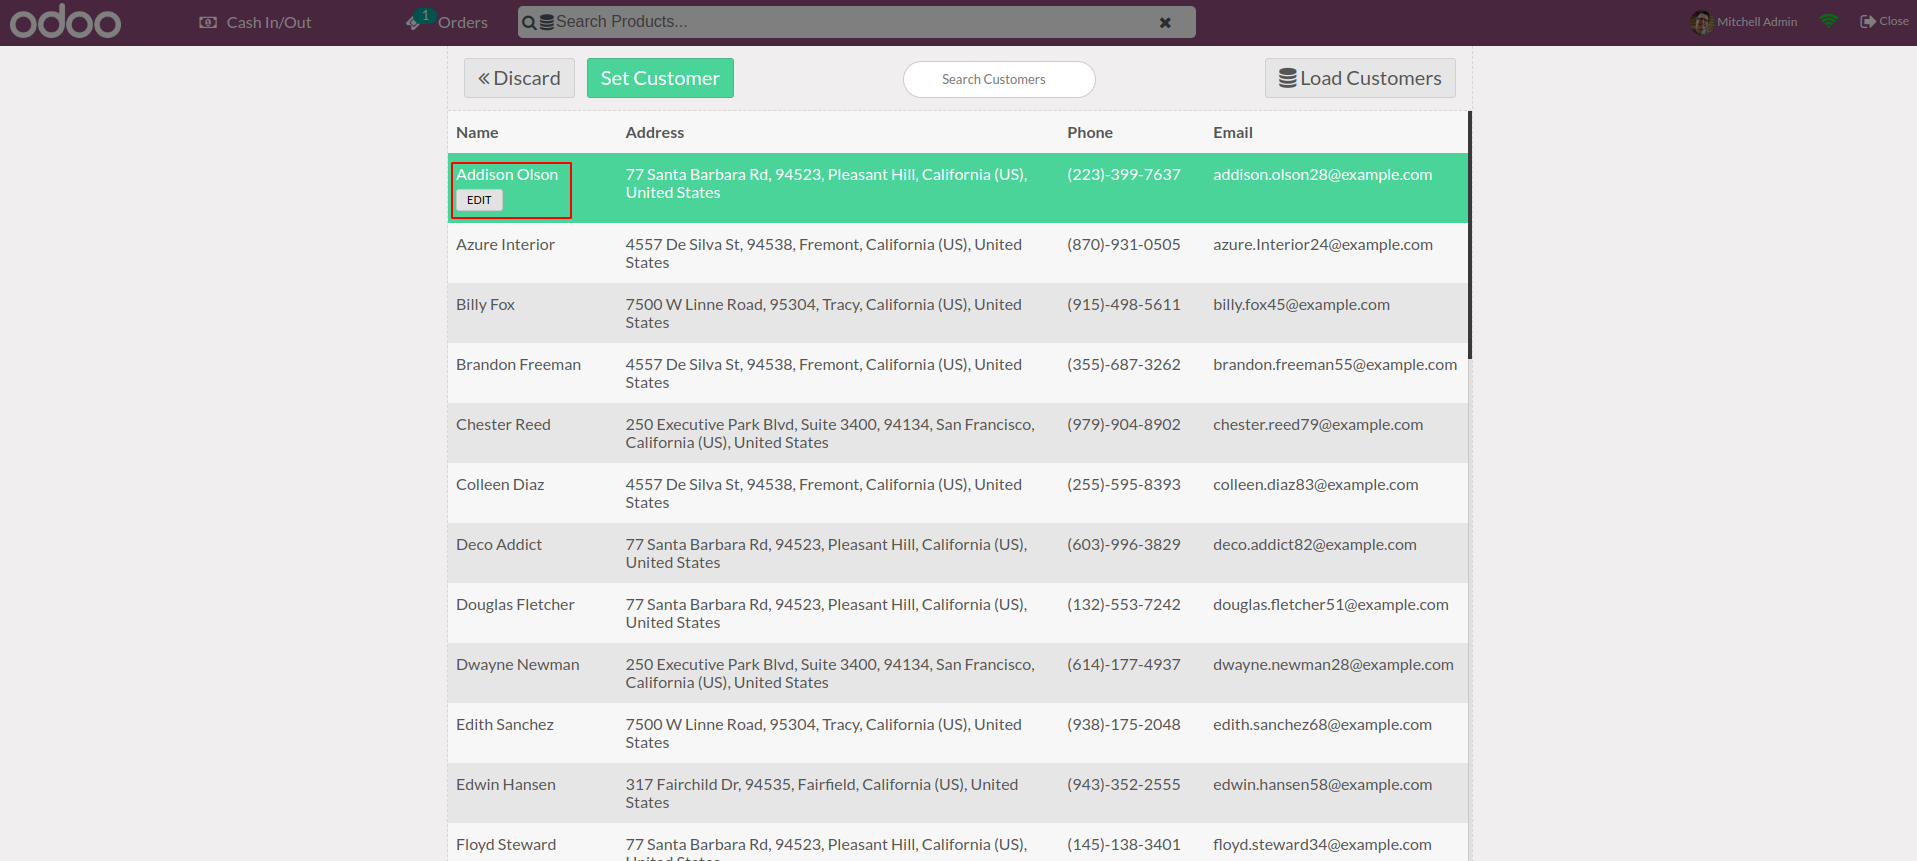 odoo
Cash In/Out
1
Orders
Search Products...
Mitchell Admin
Close
Discard
Set Customer
Search Customers
Load Customers
Name Address Phone Email
Addison Olson 77 Santa Barbara Rd, 94523, Pleasant Hill, California (US), (223)-399-7637 addison.olson28@example.com
EDIT United States
Azure Interior 4557 De Silva St, 94538, Fremont, California (US), United (870)-931-0505 azure.Interior24@example.com
States
Billy Fox 7500 W Linne Road, 95304, Tracy, California (US), United (915)-498-5611 billy.fox45@example.com
States
Brandon Freeman 4557 De Silva St, 94538, Fremont, California (US), United (355)-687-3262 brandon.freeman55@example.com
States
Chester Reed 250 Executive Park Blvd, Suite 3400, 94134, San Francisco, (979)-904-8902 chester.reed79@example.com
California (US), United States
Colleen Diaz 4557 De Silva St, 94538, Fremont, California (US), United (255)-595-8393 colleen.diaz83@example.com
States
Deco Addict 77 Santa Barbara Rd, 94523, Pleasant Hill, California (US), (603)-996-3829 deco.addict82@example.com
United States
Douglas Fletcher 77 Santa Barbara Rd, 94523, Pleasant Hill, California (US), (132)-553-7242 douglas.fletcher51@example.com
United States
Dwayne Newman 250 Executive Park Blvd, Suite 3400, 94134, San Francisco, (614)-177-4937 dwayne.newman28@example.com
California (US), United States
Edith Sanchez 7500 W Linne Road, 95304, Tracy, California (US), United (938)-175-2048 edith.sanchez68@example.com
States
Edwin Hansen 317 Fairchild Dr, 94535, Fairfield, California (US), United (943)-352-2555 edwin.hansen58@example.com
States
Floyd Steward 77 Santa Barbara Rd, 94523, Pleasant Hill, California (US), (145)-138-3401 floyd.steward34@example.com